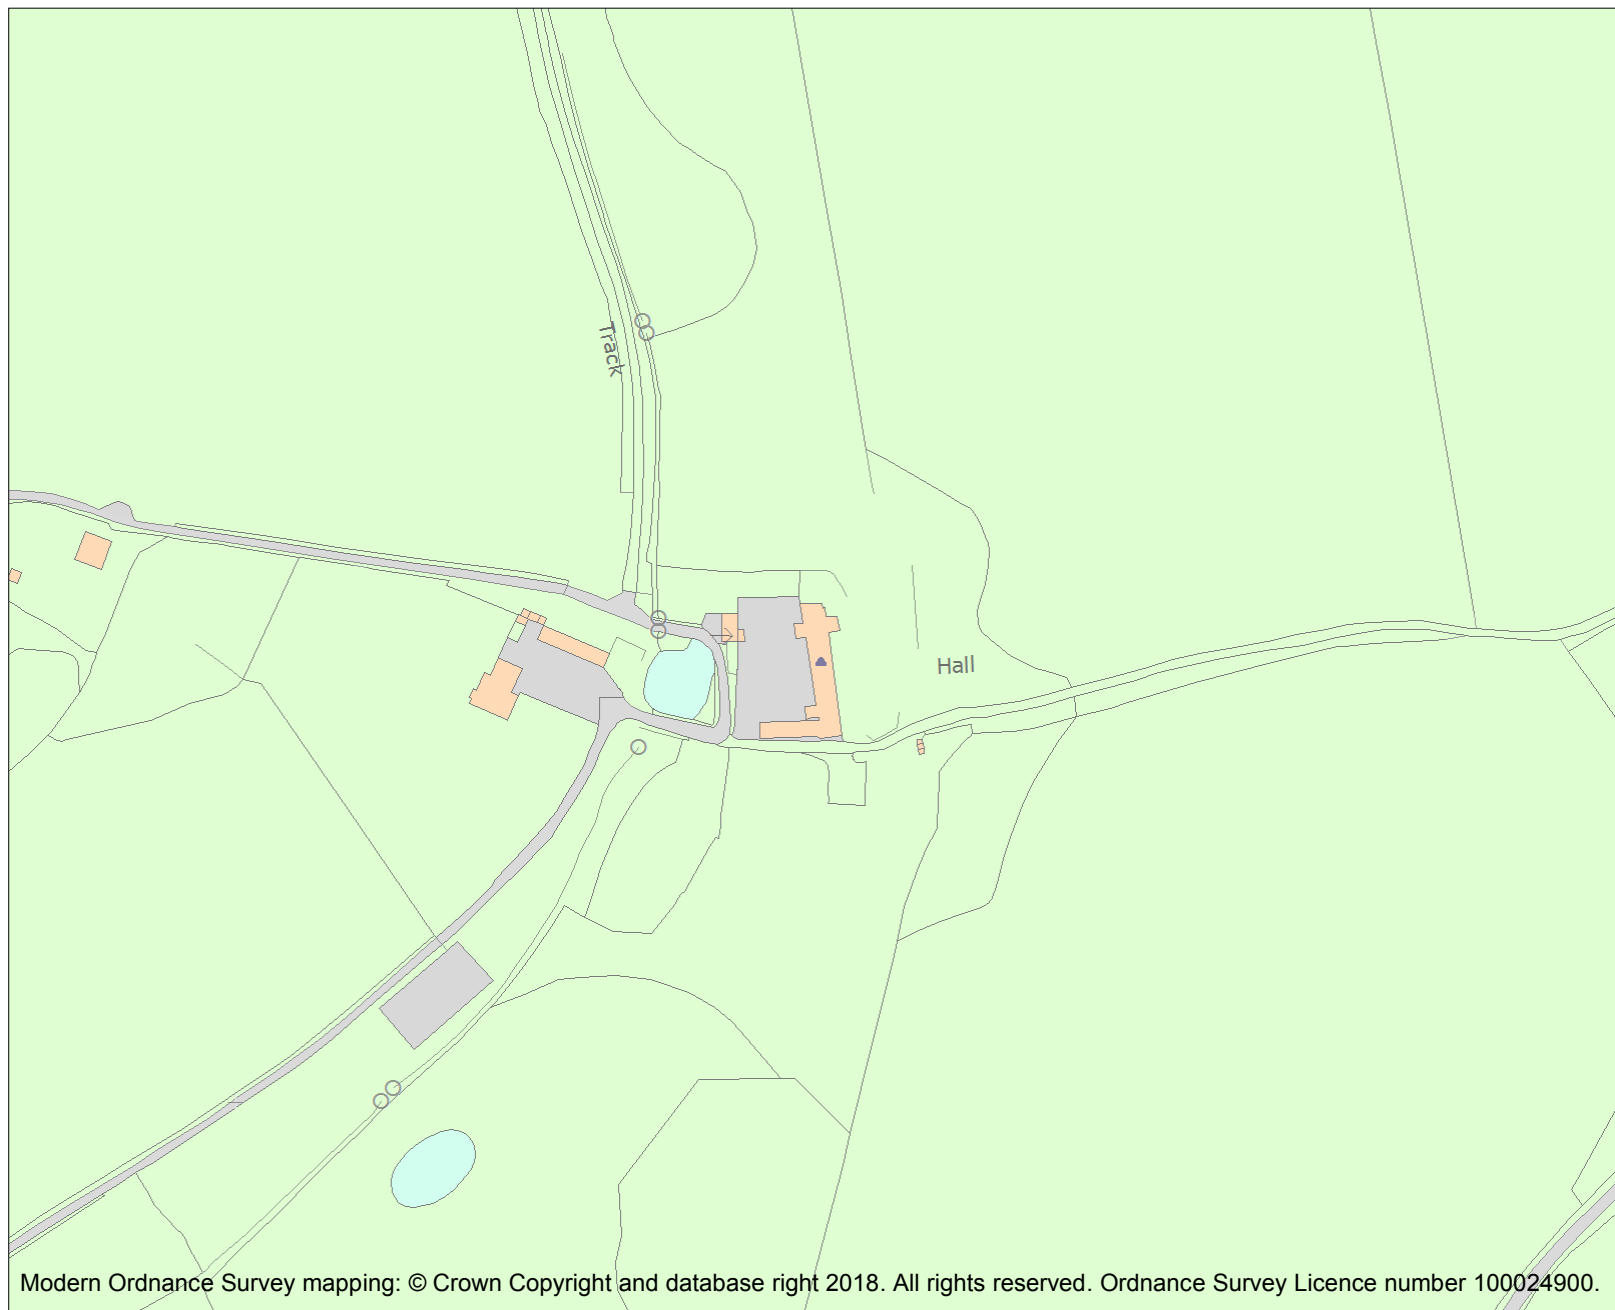 Track
Hall
Modern Ordnance Survey mapping: © Crown Copyright and database right 2018. All rights reserved. Ordnance Survey Licence number 100024900.